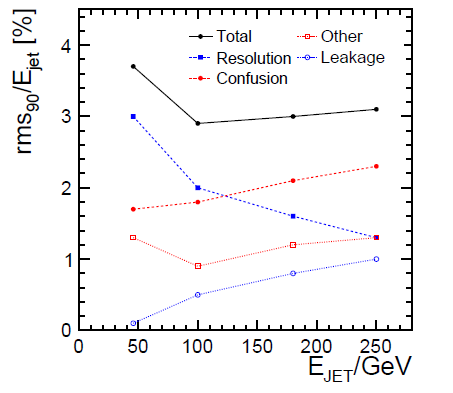 rms90/Ejet [%]
4
3
2
1
0
Total
Resolution
Confusion
Other
Leakage
0 50 100 150 200 250
EJET/GeV